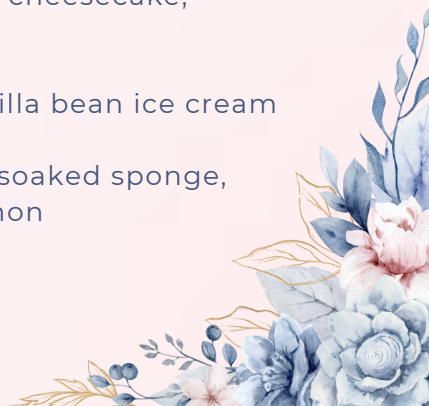 cheesecake,
illa bean ice cream
soaked sponge,
non